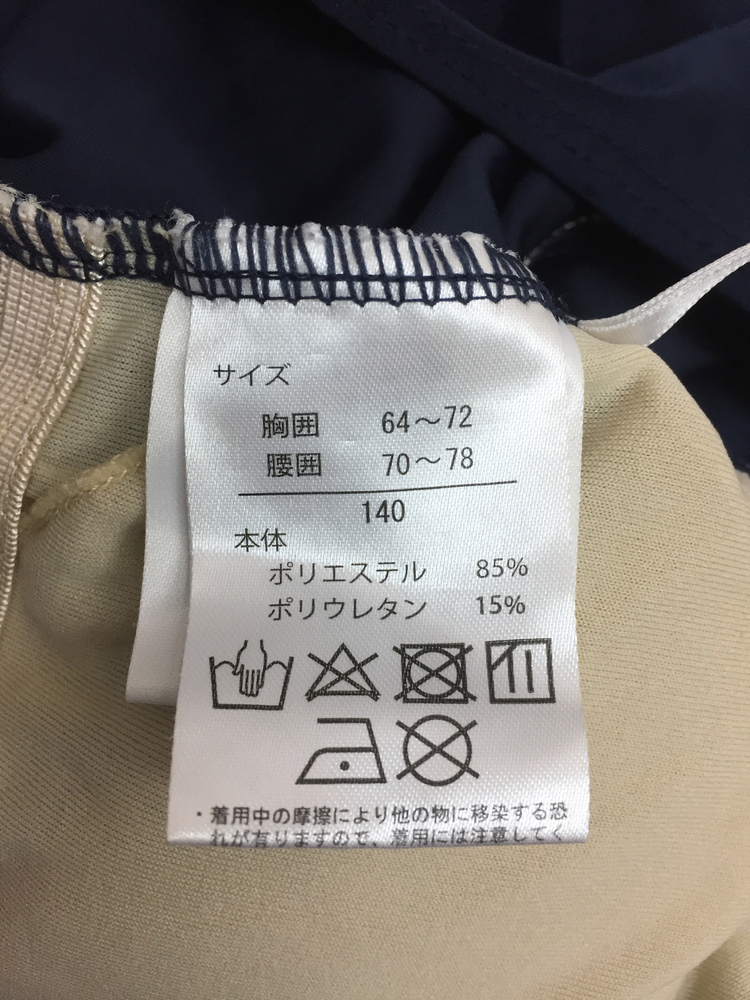 サイズ
胸囲 64～72
腰囲 70～78
140
本体
ポリエステル 85%
ポリウレタン 15%
・着用中の摩擦により他の物に移染する恐
れが有りますので、着用には注意してく